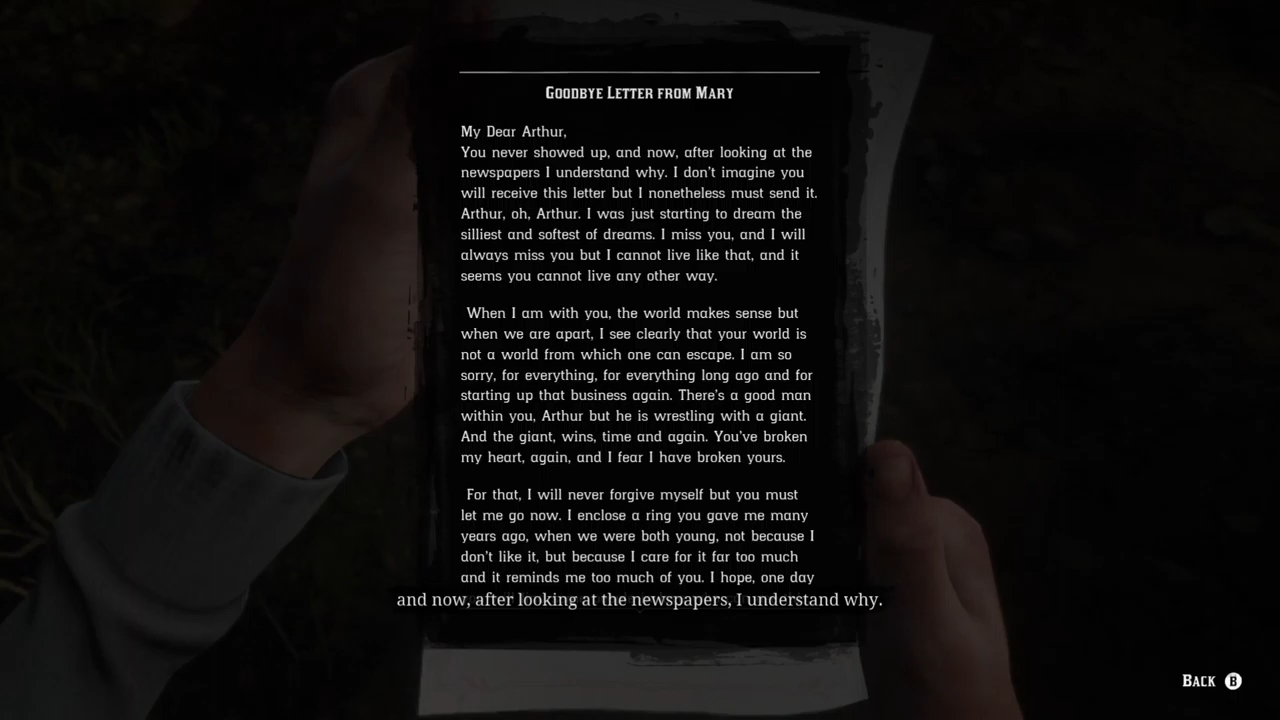 GOODBYE LETTER FROM MARY
My Dear Arthur,
You never showed up, and now, after looking at the
newspapers I understand why. I don't imagine you
will receive this letter but I nonetheless must send it.
Arthur, oh, Arthur. I was just starting to dream the
silliest and softest of dreams. I miss you, and I will
always miss you but I cannot live like that, and it
seems you cannot live any other way.
When I am with you, the world makes sense but
when we are apart, I see clearly that your world is
not a world from which one can escape. I am so
sorry, for everything, for everything long ago and for
starting up that business again. There's a good man
within you, Arthur but he is wrestling with a giant.
And the giant, wins, time and again. You've broken
my heart, again, and I fear I have broken yours.
For that, I will never forgive myself but you must
let me go now. I enclose a ring you gave me many
years ago, when we were both young, not because I
don't like it, but because I care for it far too much
and it reminds me too much of you. I hope, one day
and now, after looking at the newspapers, I understand why.
BACK B